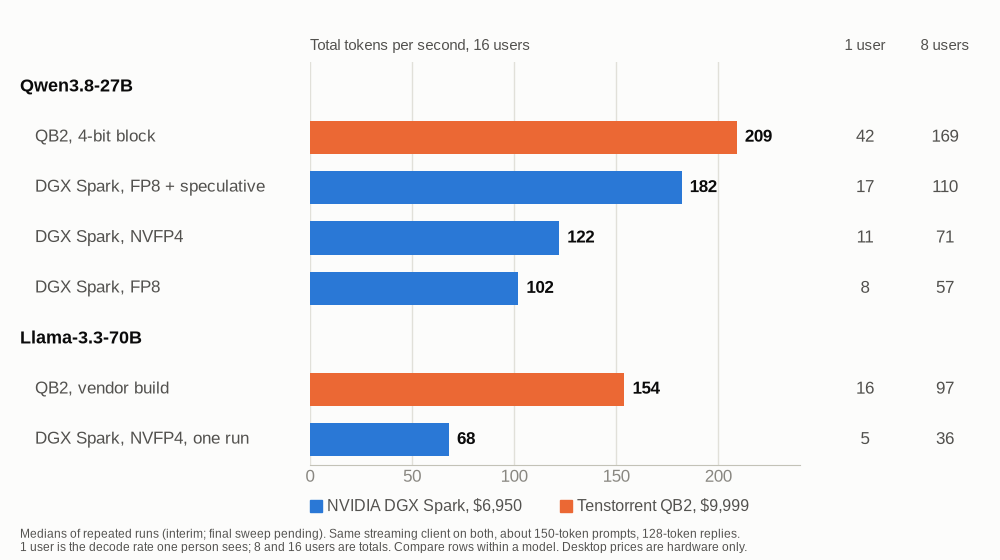 Total tokens per second, 16 users 1 user 8 users
Qwen3.8-27B
QB2, 4-bit block 209 42 169
DGX Spark, FP8 + speculative 182 17 110
DGX Spark, NVFP4 122 11 71
DGX Spark, FP8 102 8 57
Llama-3.3-70B
QB2, vendor build 154 16 97
DGX Spark, NVFP4, one run 68 5 36
0 50 100 150 200
NVIDIA DGX Spark, $6,950 Tenstorrent QB2, $9,999
Medians of repeated runs (interim; final sweep pending). Same streaming client on both, about 150-token prompts, 128-token replies.
1 user is the decode rate one person sees; 8 and 16 users are totals. Compare rows within a model. Desktop prices are hardware only.